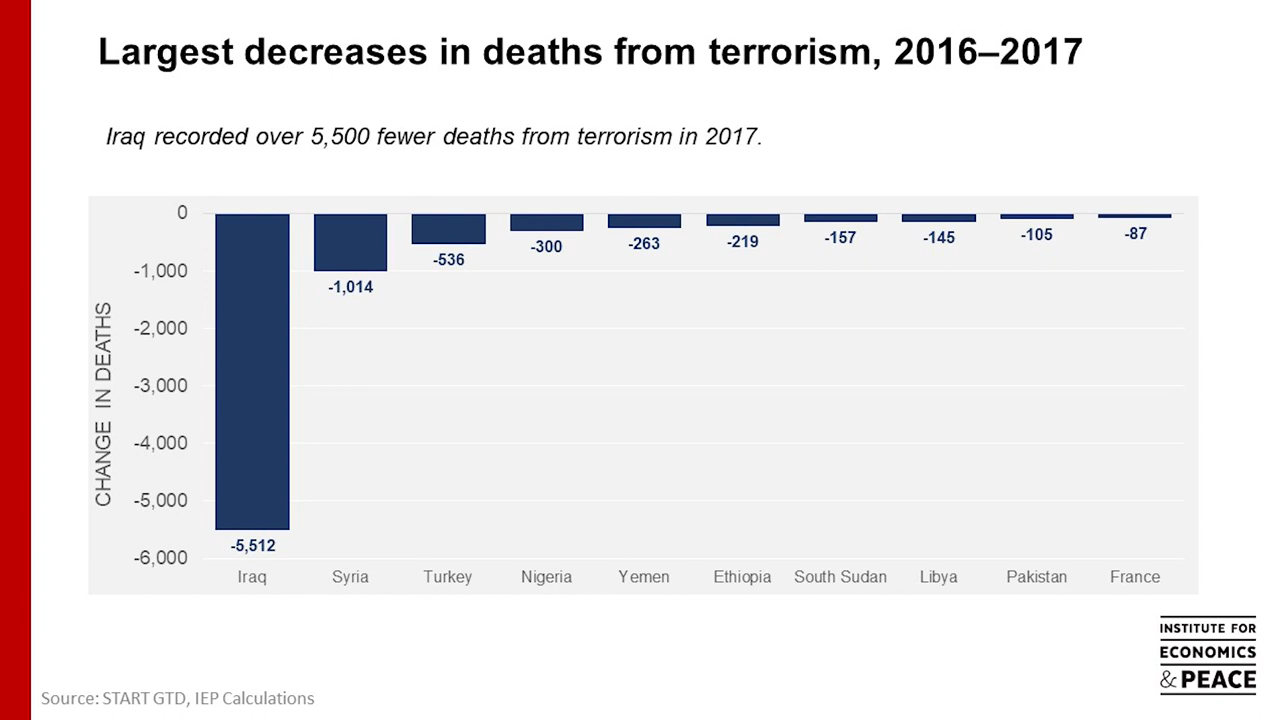 Largest decreases in deaths from terrorism, 2016–2017
Iraq recorded over 5,500 fewer deaths from terrorism in 2017.
CHANGE IN DEATHS
0
-1,000
-2,000
-3,000
-4,000
-5,000
-6,000
-5,512
-1,014
-536
-300
-263
-219
-157
-145
-105
-87
Iraq
Syria
Turkey
Nigeria
Yemen
Ethiopia
South Sudan
Libya
Pakistan
France
INSTITUTE FOR
ECONOMICS
& PEACE
Source: START GTD, IEP Calculations